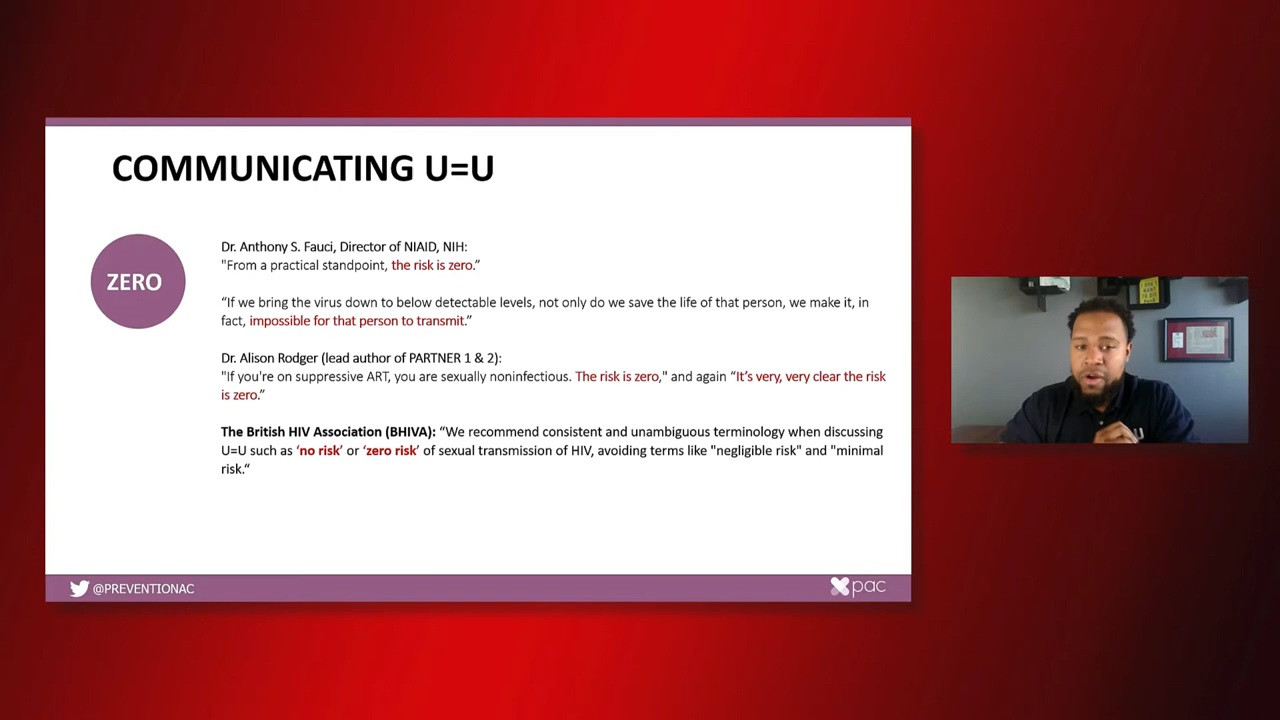 COMMUNICATING U=U
ZERO
Dr. Anthony S. Fauci, Director of NIAID, NIH:
"From a practical standpoint, the risk is zero.”
“If we bring the virus down to below detectable levels, not only do we save the life of that person, we make it, in
fact, impossible for that person to transmit.”
Dr. Alison Rodger (lead author of PARTNER 1 & 2):
"If you're on suppressive ART, you are sexually noninfectious. The risk is zero," and again “It’s very, very clear the risk
is zero.”
The British HIV Association (BHIVA): “We recommend consistent and unambiguous terminology when discussing
U=U such as ‘no risk’ or ‘zero risk’ of sexual transmission of HIV, avoiding terms like "negligible risk" and "minimal
risk.“
@PREVENTIONAC
pac